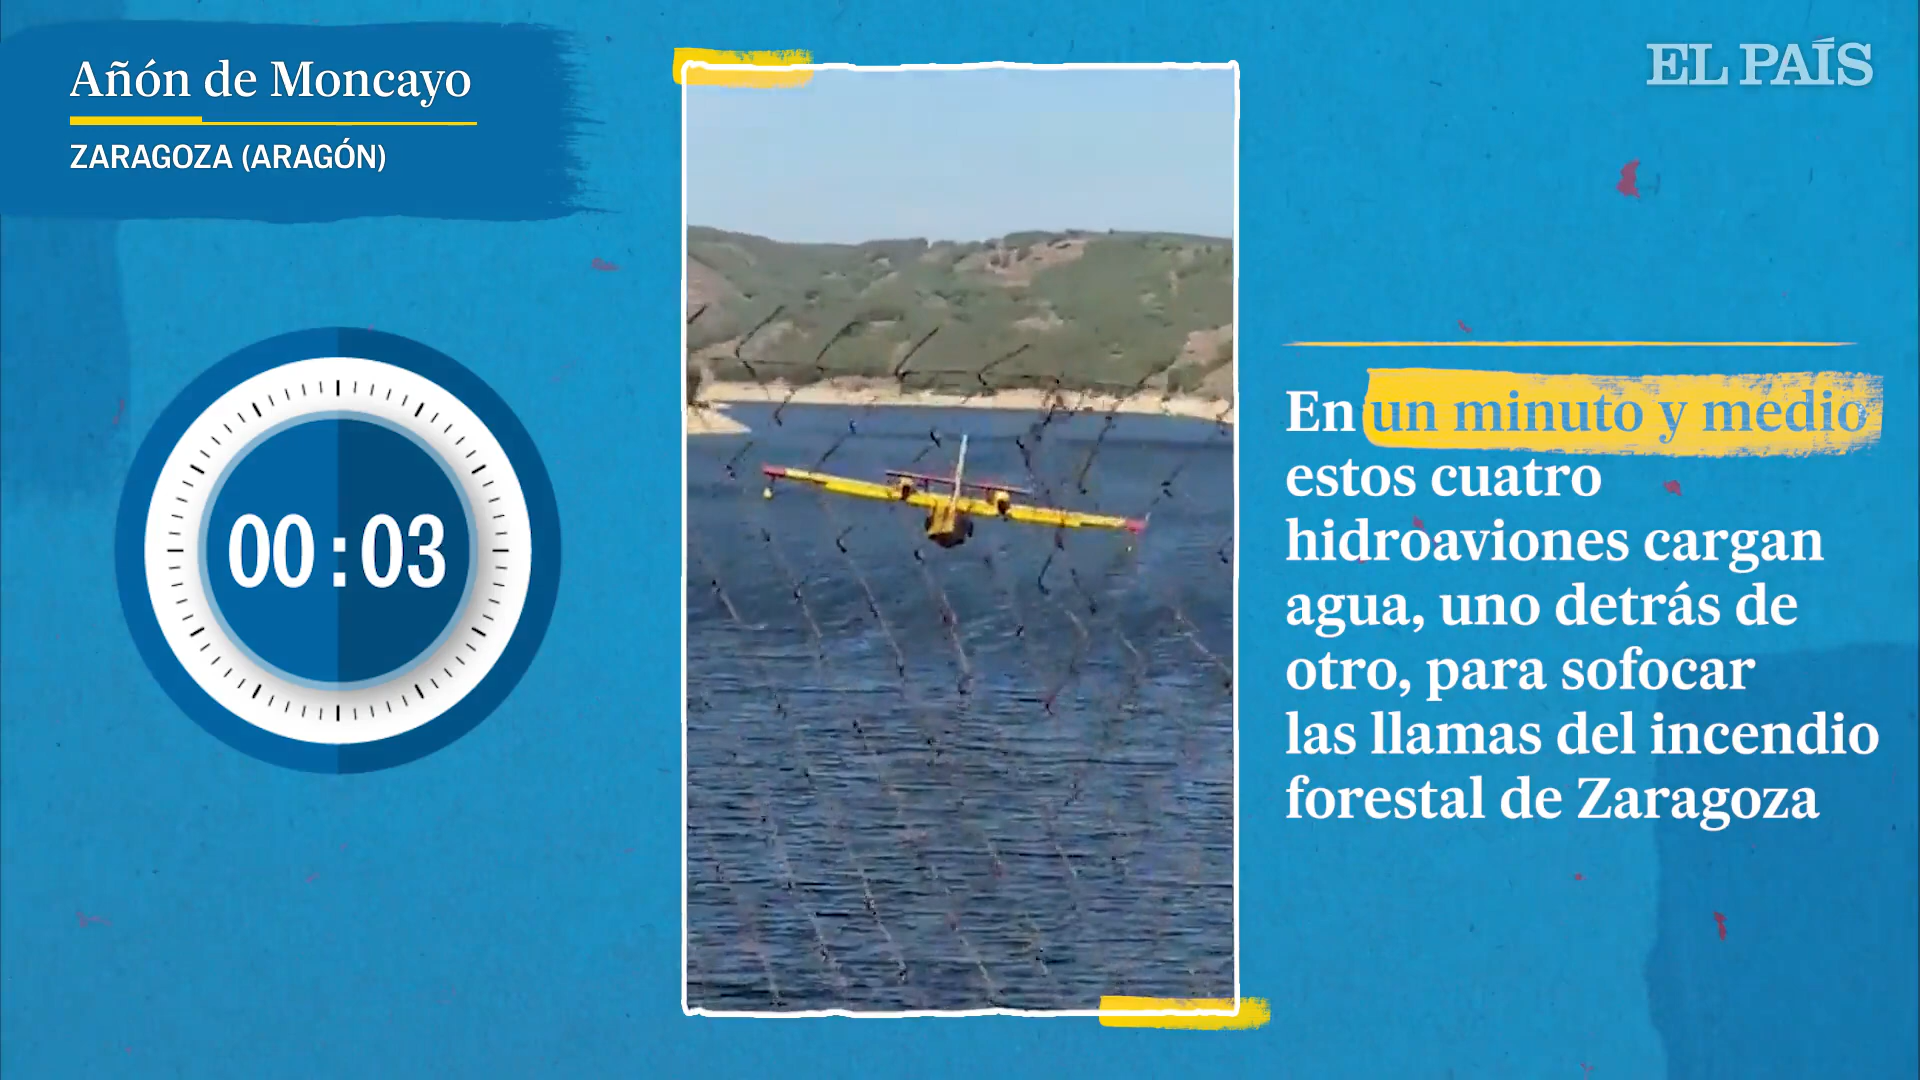 Añón de Moncayo
ZARAGOZA (ARAGÓN)
EL PAÍS
00:03
En un minuto y medio
estos cuatro
hidroaviones cargan
agua, uno detrás de
otro, para sofocar
las llamas del incendio
forestal de Zaragoza